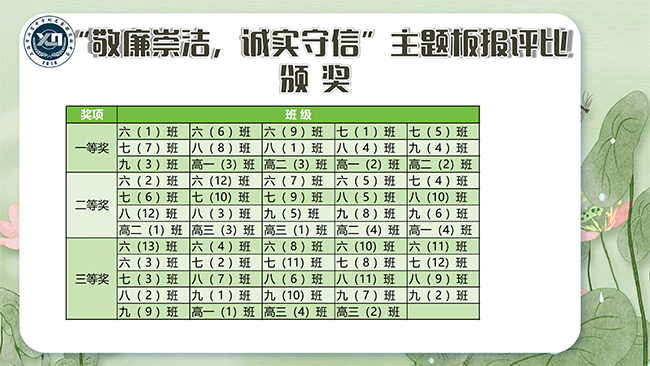 “敬廉崇洁，诚实守信”主题板报评比
颁 奖
奖项 班 级
一等奖
六（1）班 六（6）班 六（9）班 七（1）班 七（5）班
七（7）班 八（8）班 八（1）班 八（4）班 九（4）班
九（3）班 高一（3）班 高二（3）班 高一（2）班 高二（2）班
二等奖
六（2）班 六（12）班 六（7）班 六（5）班 七（4）班
七（6）班 七（10）班 七（9）班 八（5）班 八（10）班
八（12）班 八（3）班 九（5）班 九（8）班 九（6）班
高二（1）班 高三（3）班 高三（1）班 高二（4）班 高一（4）班
三等奖
六（13）班 六（4）班 六（8）班 六（10）班 六（11）班
六（3）班 七（2）班 七（11）班 七（8）班 七（12）班
七（3）班 八（7）班 八（6）班 八（11）班 八（9）班
八（2）班 九（1）班 九（10）班 九（7）班 九（2）班
九（9）班 高一（1）班 高三（4）班 高三（2）班